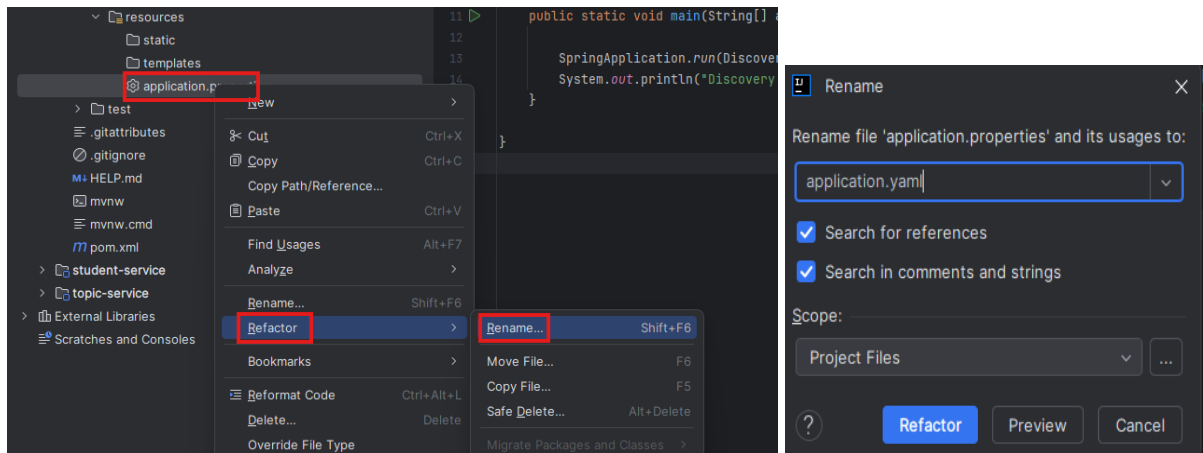 resources
static
templates
application.pr
test
.gitattributes
.gitignore
M↓ HELP.md
mvnw
mvnw.cmd
m pom.xml
student-service
topic-service
External Libraries
Scratches and Consoles
11 public static void main(String[] a
12
13 SpringApplication.run(Discover
14 System.out.println("Discovery
}
}
New
Cut Ctrl+X
Copy Ctrl+C
Copy Path/Reference...
Paste Ctrl+V
Find Usages Alt+F7
Analyze
Rename... Shift+F6
Refactor
Bookmarks
Reformat Code Ctrl+Alt+L
Delete... Delete
Override File Type
Rename... Shift+F6
Move File... F6
Copy File... F5
Safe Delete... Alt+Delete
Migrate Packages and Classes
IJ Rename
Rename file 'application.properties' and its usages to:
application.yaml
Search for references
Search in comments and strings
Scope:
Project Files ...
? Refactor Preview Cancel